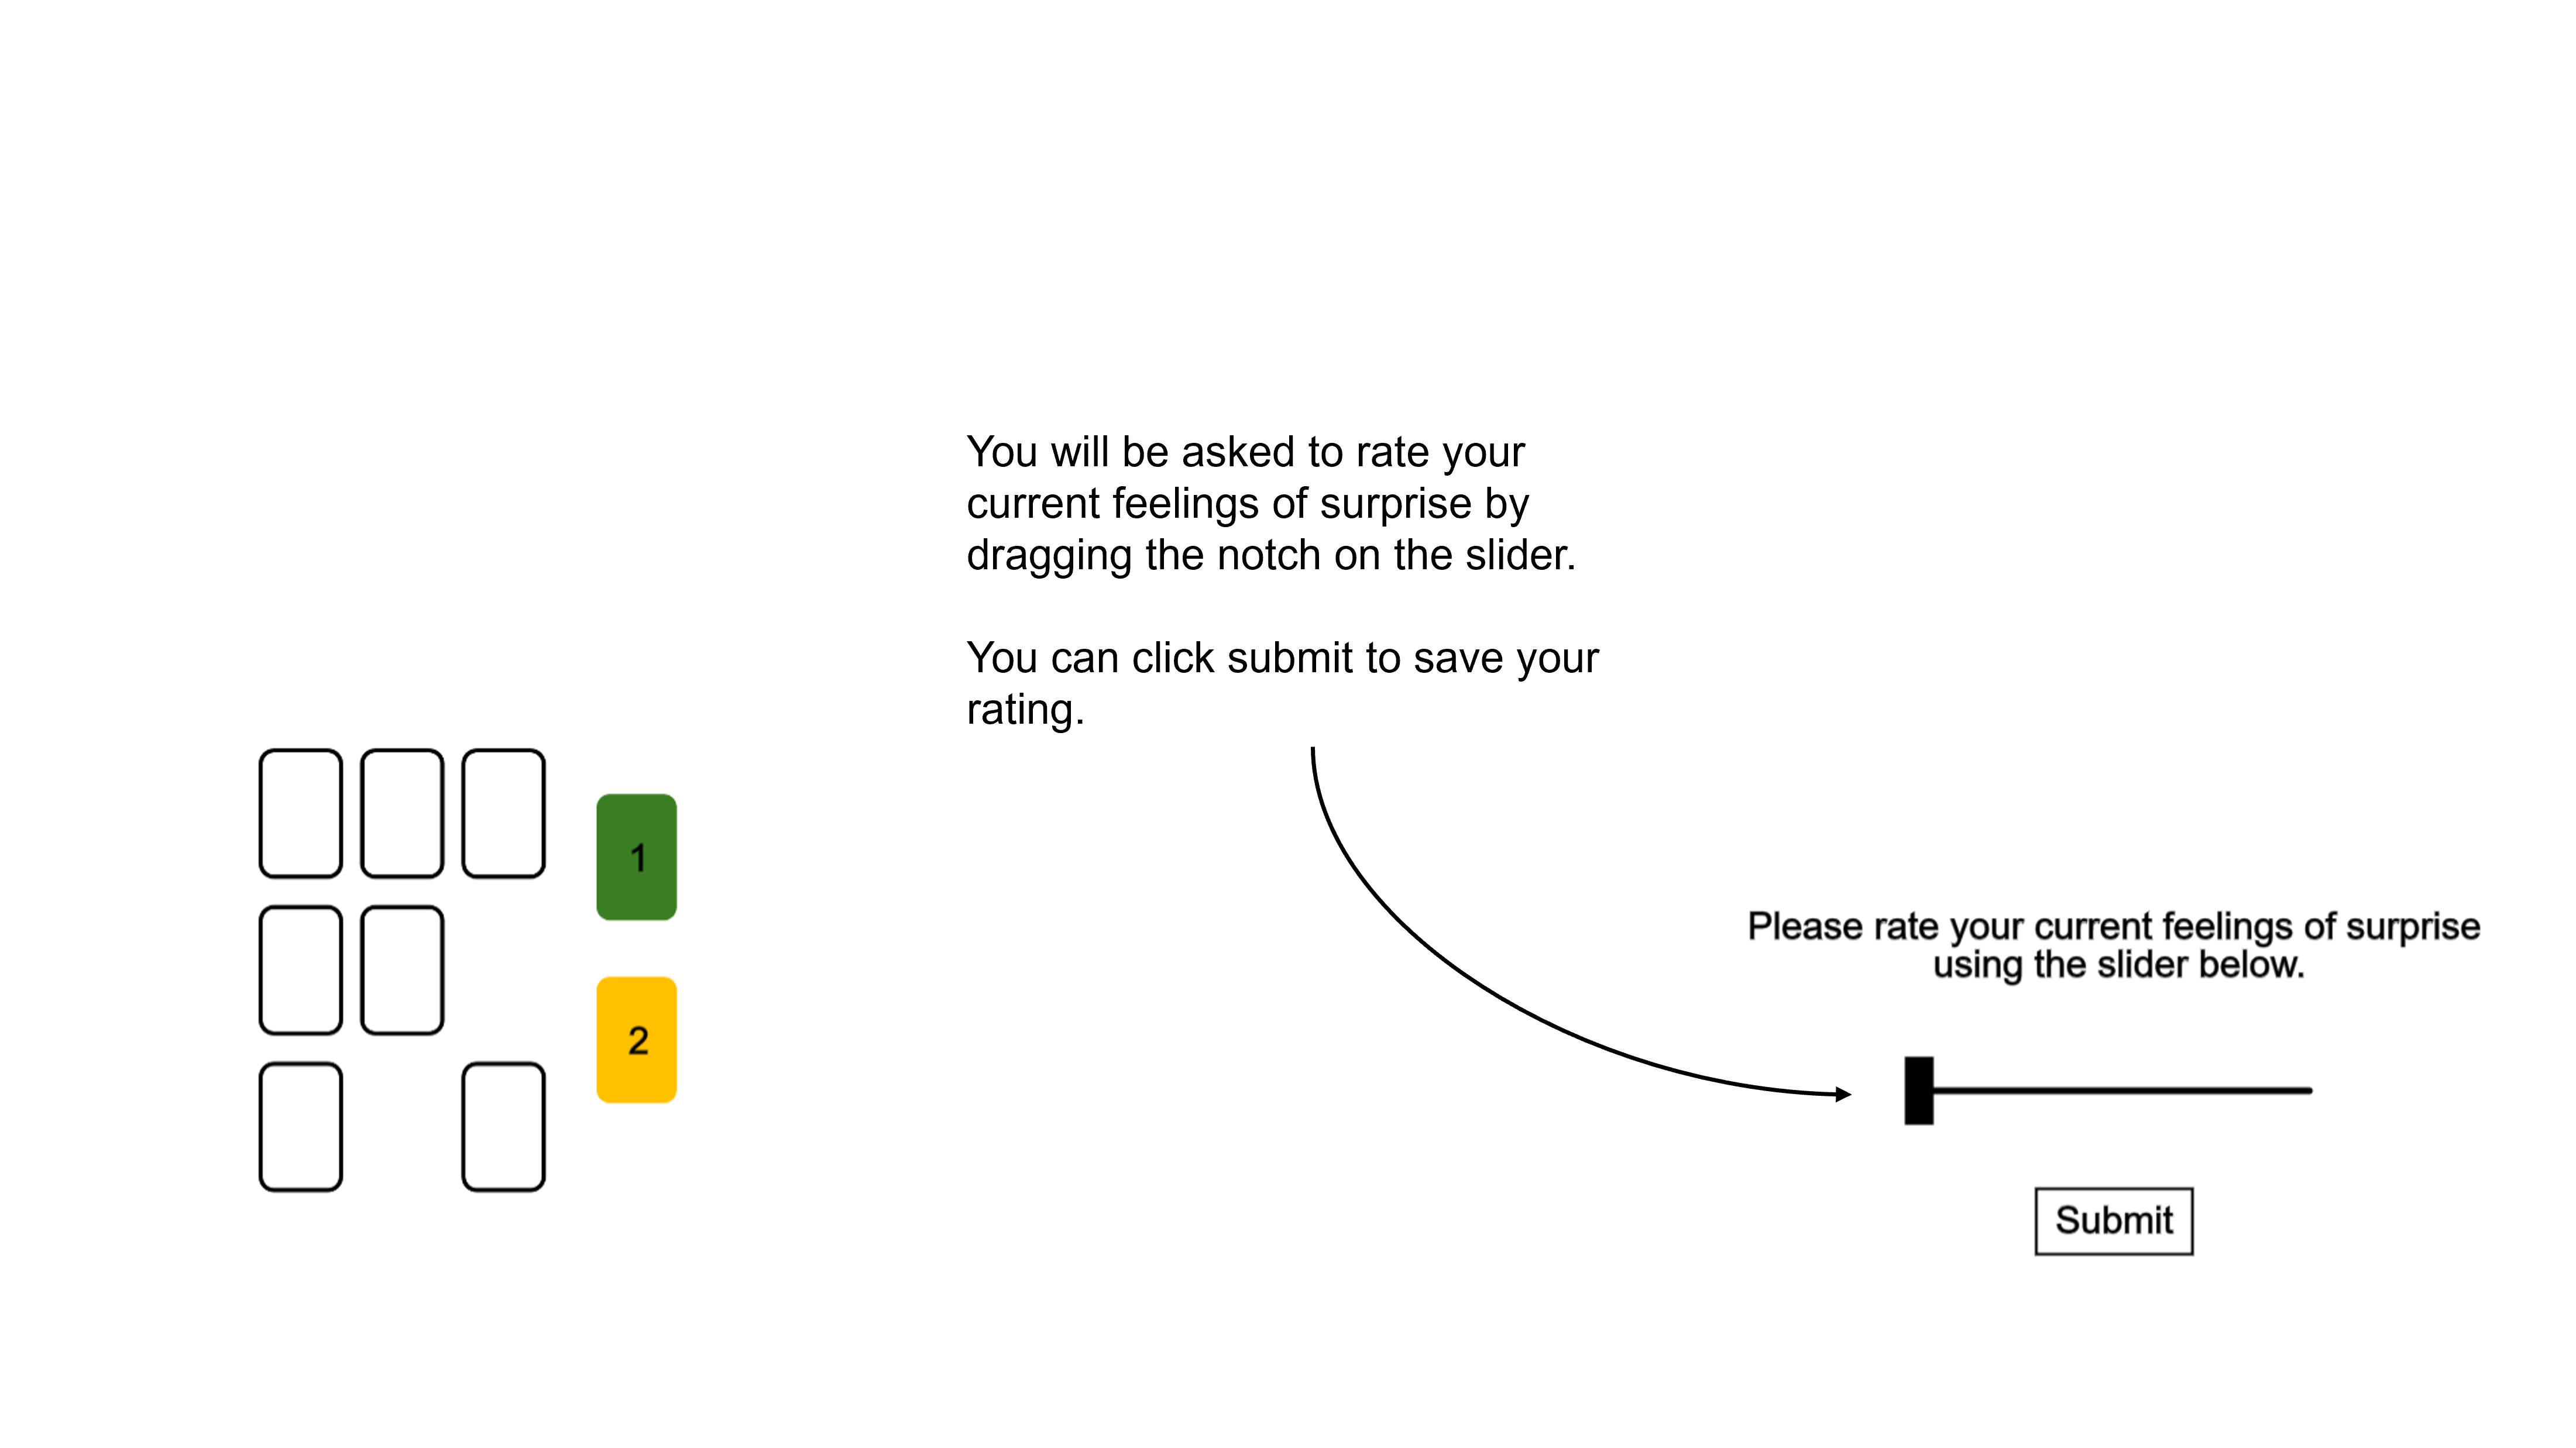 You will be asked to rate your
current feelings of surprise by
dragging the notch on the slider.
You can click submit to save your
rating.
1
2
Please rate your current feelings of surprise
using the slider below.
Submit